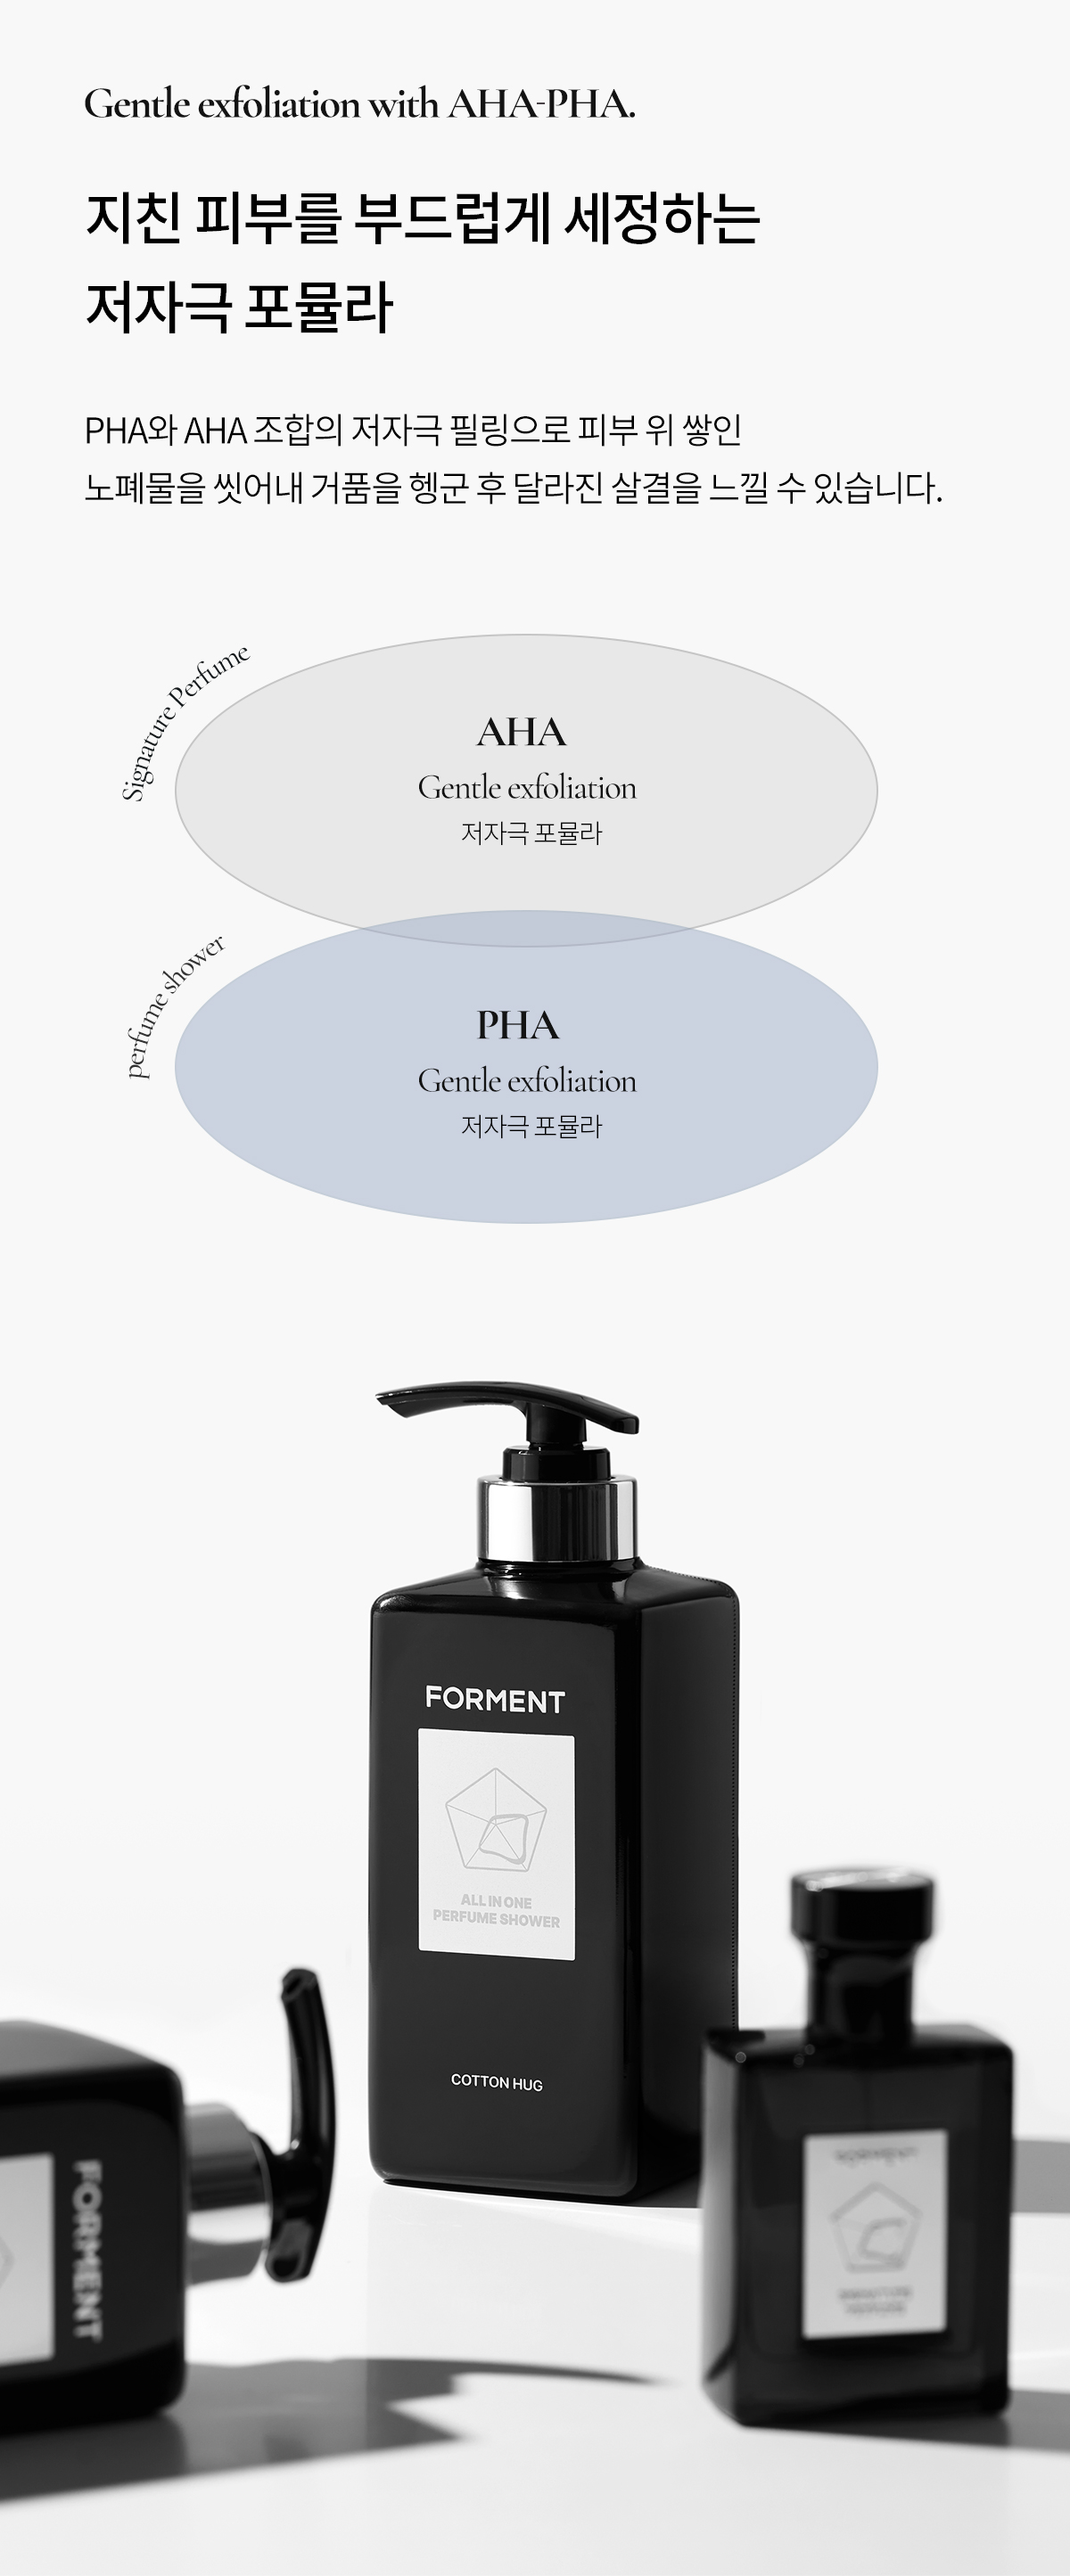 Gentle exfoliation with AHA-PHA.
지친 피부를 부드럽게 세정하는
저자극 포뮬라
PHA와 AHA 조합의 저자극 필링으로 피부 위 쌓인
노폐물을 씻어내 거품을 헹군 후 달라진 살결을 느낄 수 있습니다.
Signature Perfume
AHA
Gentle exfoliation
저자극 포뮬라
perfume shower
PHA
Gentle exfoliation
저자극 포뮬라
FORMENT
ALL IN ONE
PERFUME SHOWER
COTTON HUG
FORMENT